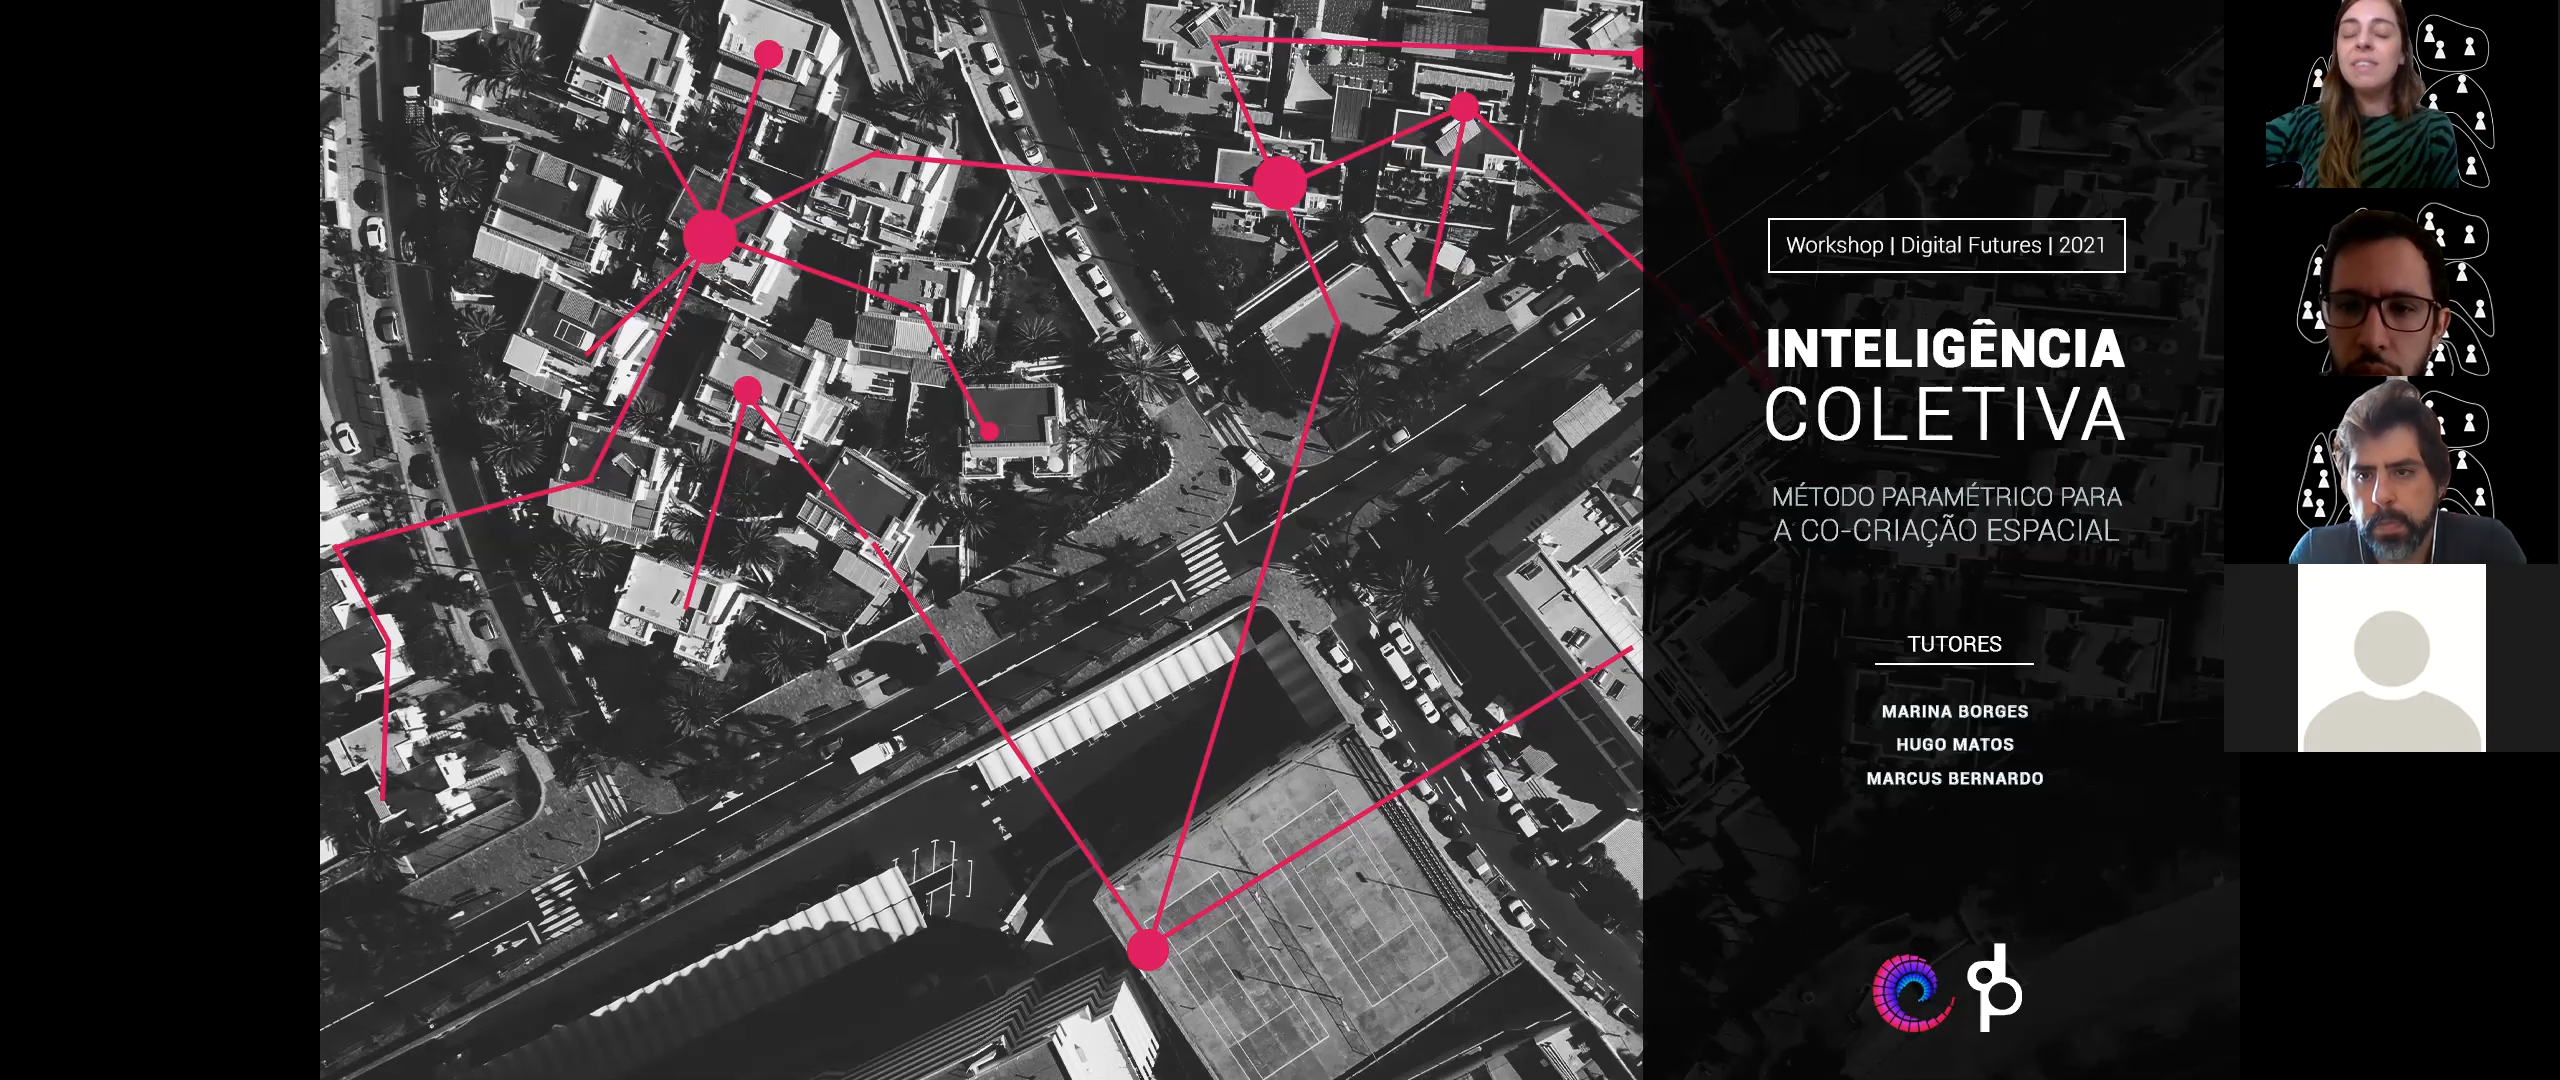 Workshop | Digital Futures | 2021
INTELIGÊNCIA
COLETIVA
MÉTODO PARAMÉTRICO PARA
A CO-CRIAÇÃO ESPACIAL
TUTORES
MARINA BORGES
HUGO MATOS
MARCUS BERNARDO